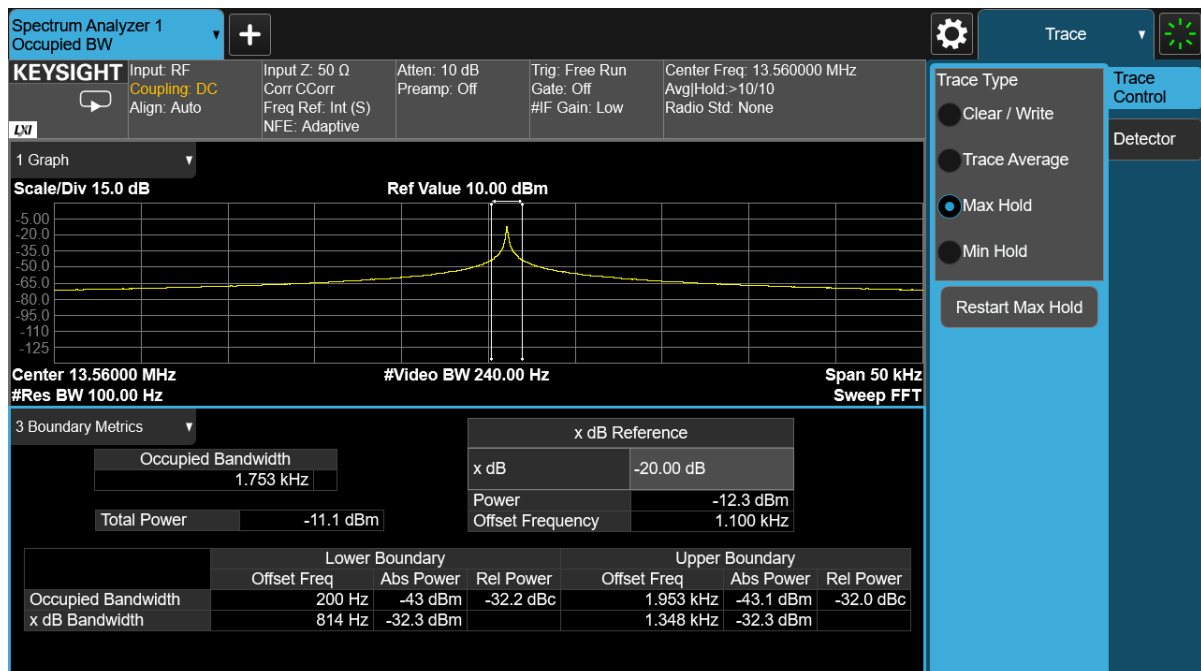 Spectrum Analyzer 1
Occupied BW
Trace
KEYSIGHT
LXI
Input: RF
Coupling: DC
Align: Auto
Input Z: 50 Ω
Corr CCorr
Freq Ref: Int (S)
NFE: Adaptive
Atten: 10 dB
Preamp: Off
Trig: Free Run
Gate: Off
#IF Gain: Low
Center Freq: 13.560000 MHz
Avg|Hold:>10/10
Radio Std: None
1 Graph
Scale/Div 15.0 dB
Ref Value 10.00 dBm
-5.00
-20.0
-35.0
-50.0
-65.0
-80.0
-95.0
-110
-125
Center 13.56000 MHz
#Video BW 240.00 Hz
Span 50 kHz
#Res BW 100.00 Hz
Sweep FFT
3 Boundary Metrics
Occupied Bandwidth
1.753 kHz
Total Power -11.1 dBm
x dB Reference
x dB -20.00 dB
Power -12.3 dBm
Offset Frequency 1.100 kHz
Lower Boundary Upper Boundary
Offset Freq Abs Power Rel Power Offset Freq Abs Power Rel Power
Occupied Bandwidth 200 Hz -43 dBm -32.2 dBc 1.953 kHz -43.1 dBm -32.0 dBc
x dB Bandwidth 814 Hz -32.3 dBm 1.348 kHz -32.3 dBm
Trace Type
Clear / Write
Trace Average
Max Hold
Min Hold
Restart Max Hold
Trace
Control
Detector